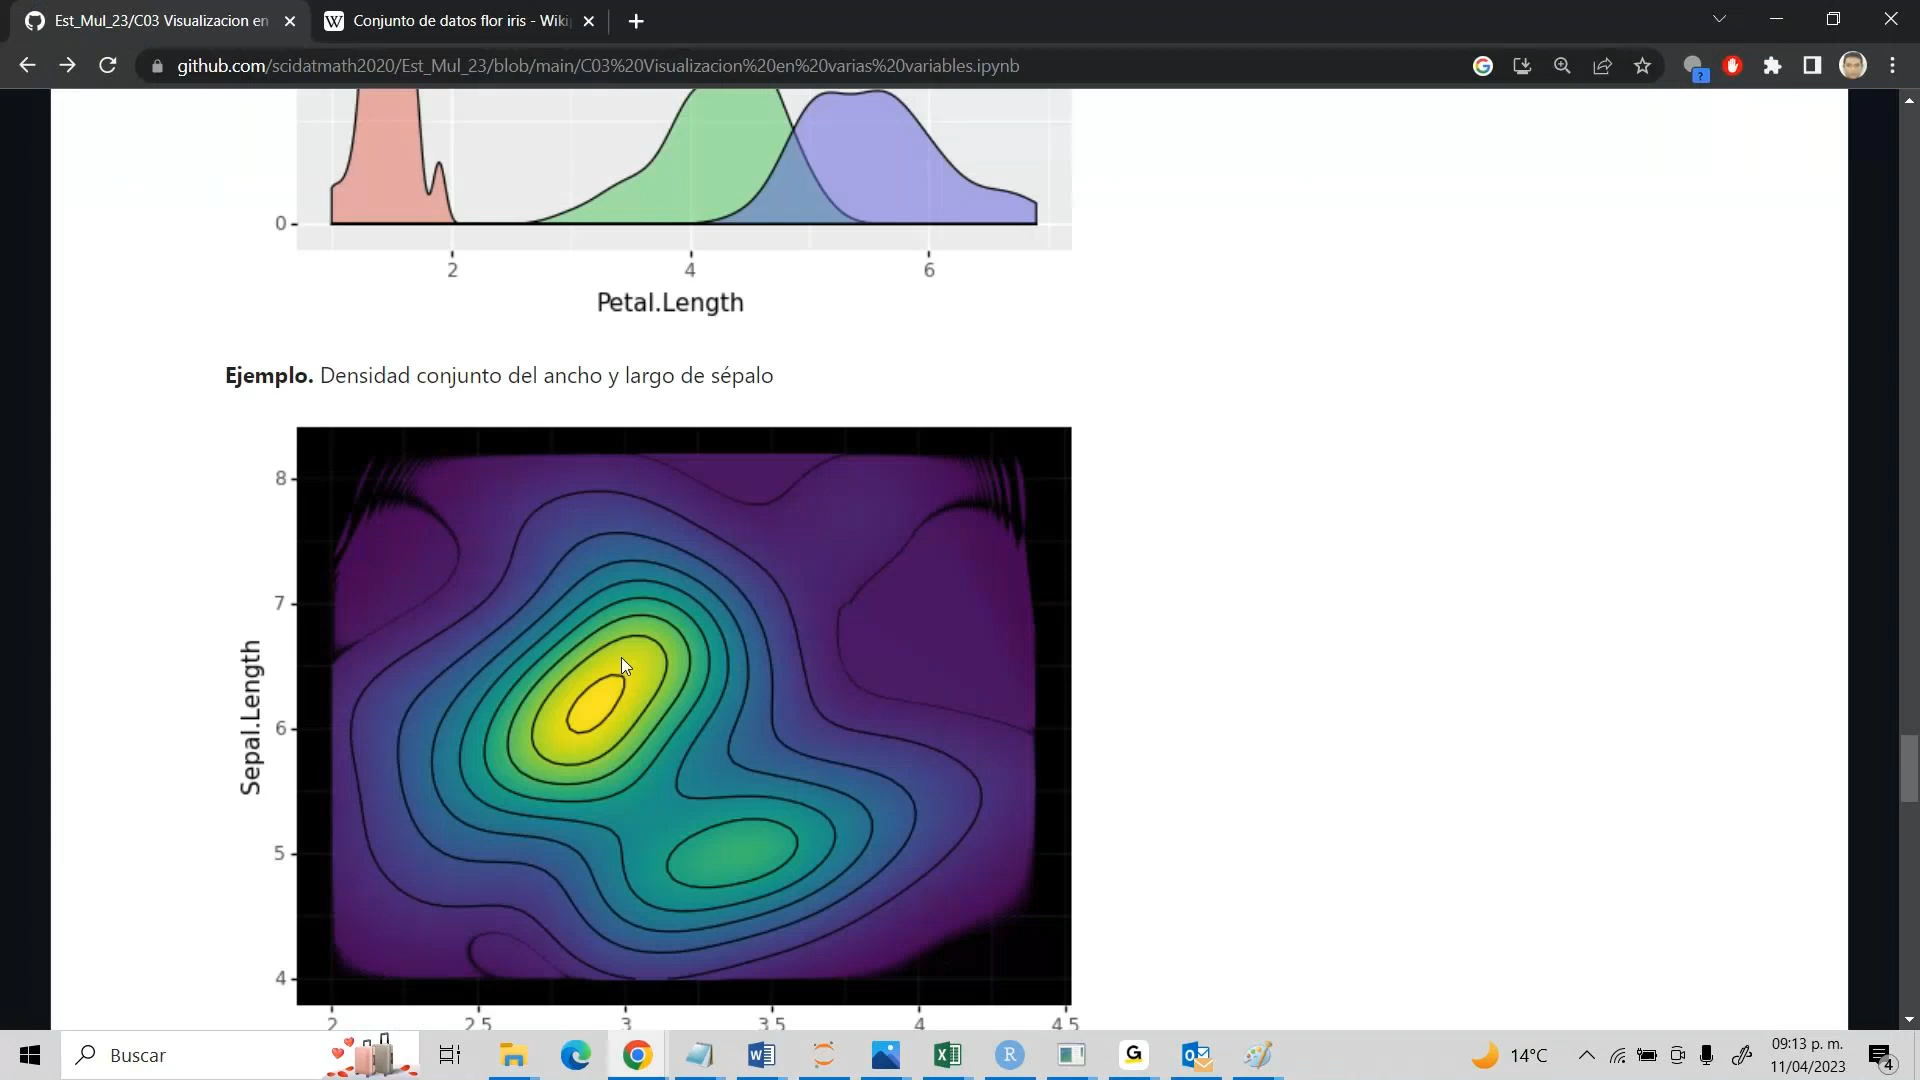 Est_Mul_23/C03 Visualizacion en
Conjunto de datos flor iris - Wiki
github.com/scidatmath2020/Est_Mul_23/blob/main/C03%20Visualizacion%20en%20varias%20variables.ipynb
0
2 4 6
Petal.Length
Ejemplo. Densidad conjunto del ancho y largo de sépalo
8
7
6
5
4
Sepal.Length
2 2.5 3 3.5 4 4.5
Buscar
14°C
09:13 p. m.
11/04/2023
4